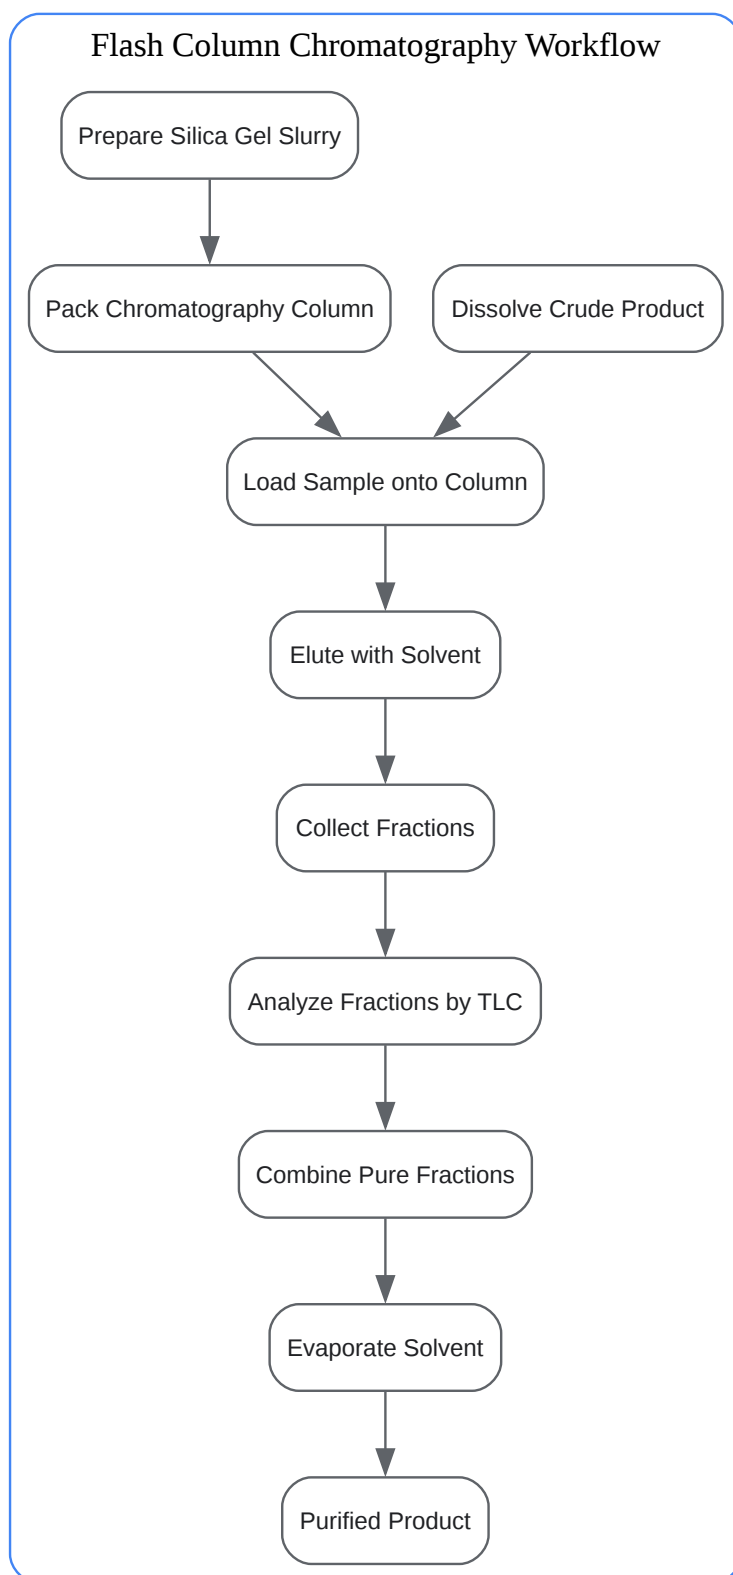 Flash Column Chromatography Workflow
Prepare Silica Gel Slurry
Pack Chromatography Column
Dissolve Crude Product
Load Sample onto Column
Elute with Solvent
Collect Fractions
Analyze Fractions by TLC
Combine Pure Fractions
Evaporate Solvent
Purified Product